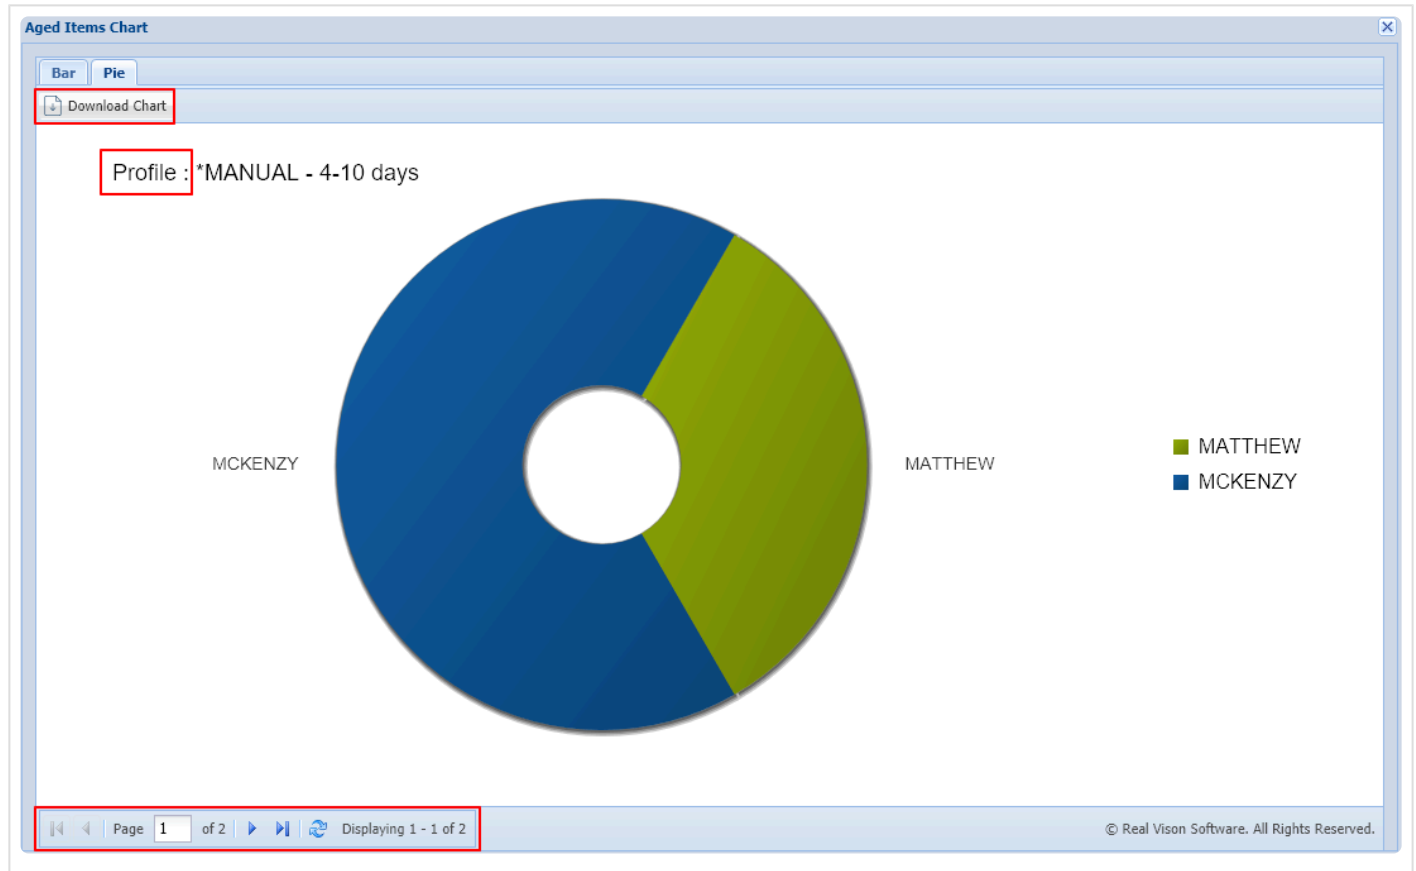 Aged Items Chart
Bar Pie
Download Chart
Profile : *MANUAL - 4-10 days
MCKENZY
MATTHEW
MATTHEW
MCKENZY
Page 1 of 2 Displaying 1 - 1 of 2
© Real Vison Software. All Rights Reserved.